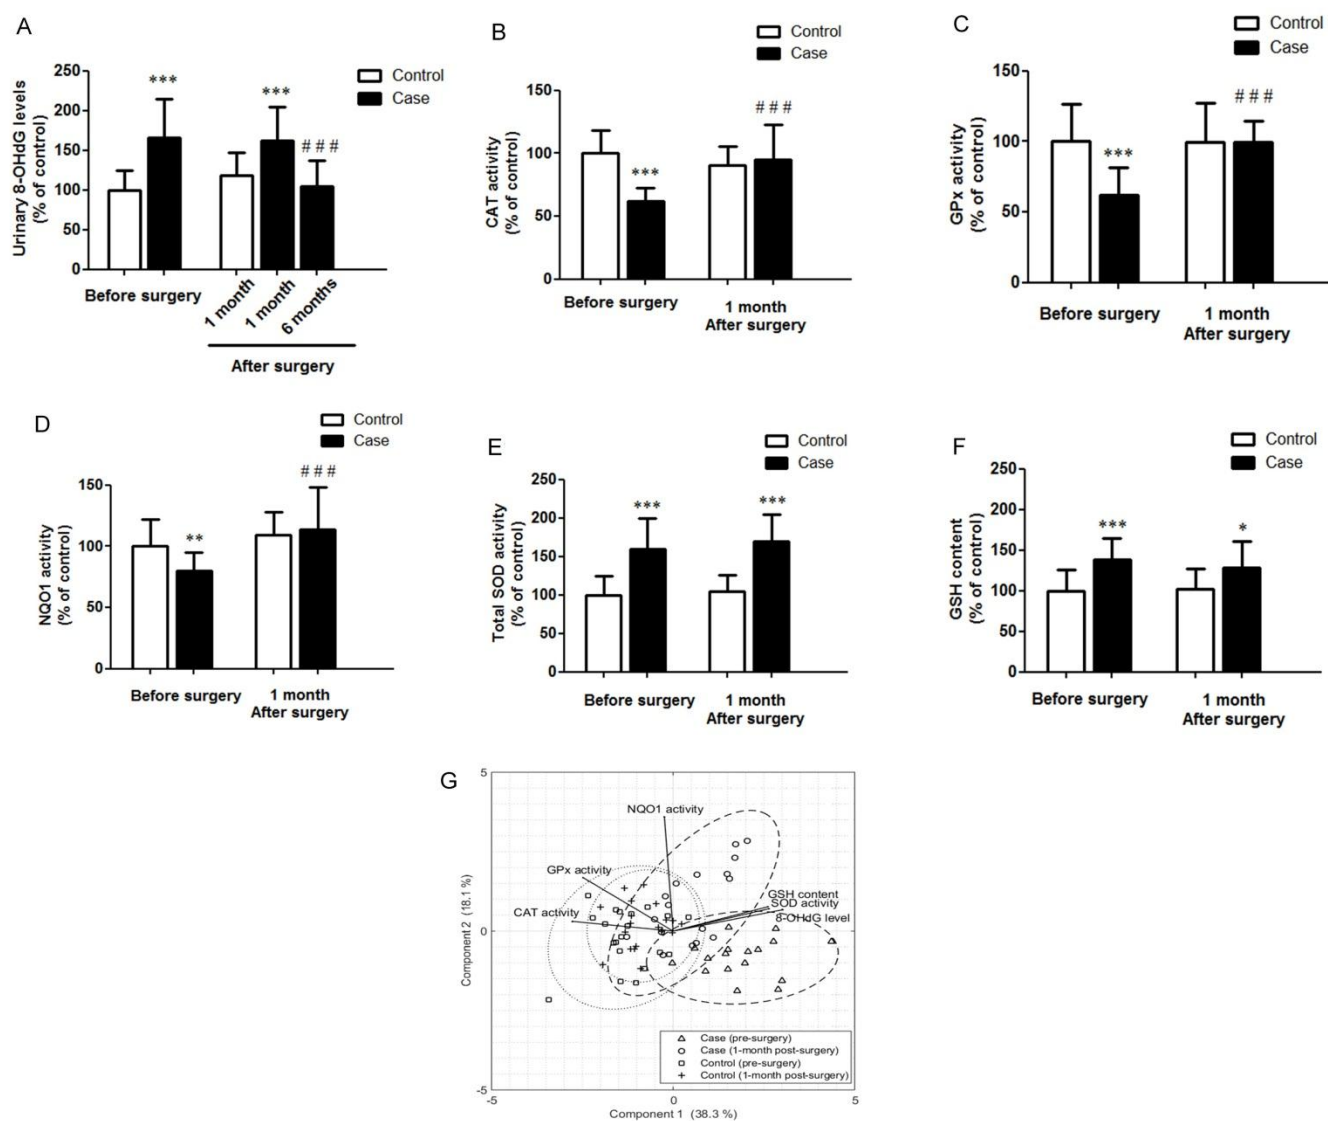 A
Control
Case
Urinary 8-OHdG levels
(% of control)
250
200
150
100
50
0
***
***
# # #
Before surgery
1 month
1 month
6 months
After surgery
B
Control
Case
CAT activity
(% of control)
150
100
50
0
***
# # #
Before surgery
1 month
After surgery
C
Control
Case
GPx activity
(% of control)
150
100
50
0
***
# # #
Before surgery
1 month
After surgery
D
Control
Case
NQO1 activity
(% of control)
150
100
50
0
**
# # #
Before surgery
1 month
After surgery
E
Control
Case
Total SOD activity
(% of control)
250
200
150
100
50
0
***
***
Before surgery
1 month
After surgery
F
Control
Case
GSH content
(% of control)
250
200
150
100
50
0
***
*
Before surgery
1 month
After surgery
G
5
0
-5
Component 2 (18.1 %)
NQO1 activity
GPx activity
CAT activity
GSH content
SOD activity
8-OHdG level
Case (pre-surgery)
Case (1-month post-surgery)
Control (pre-surgery)
Control (1-month post-surgery)
-5
0
5
Component 1 (38.3 %)